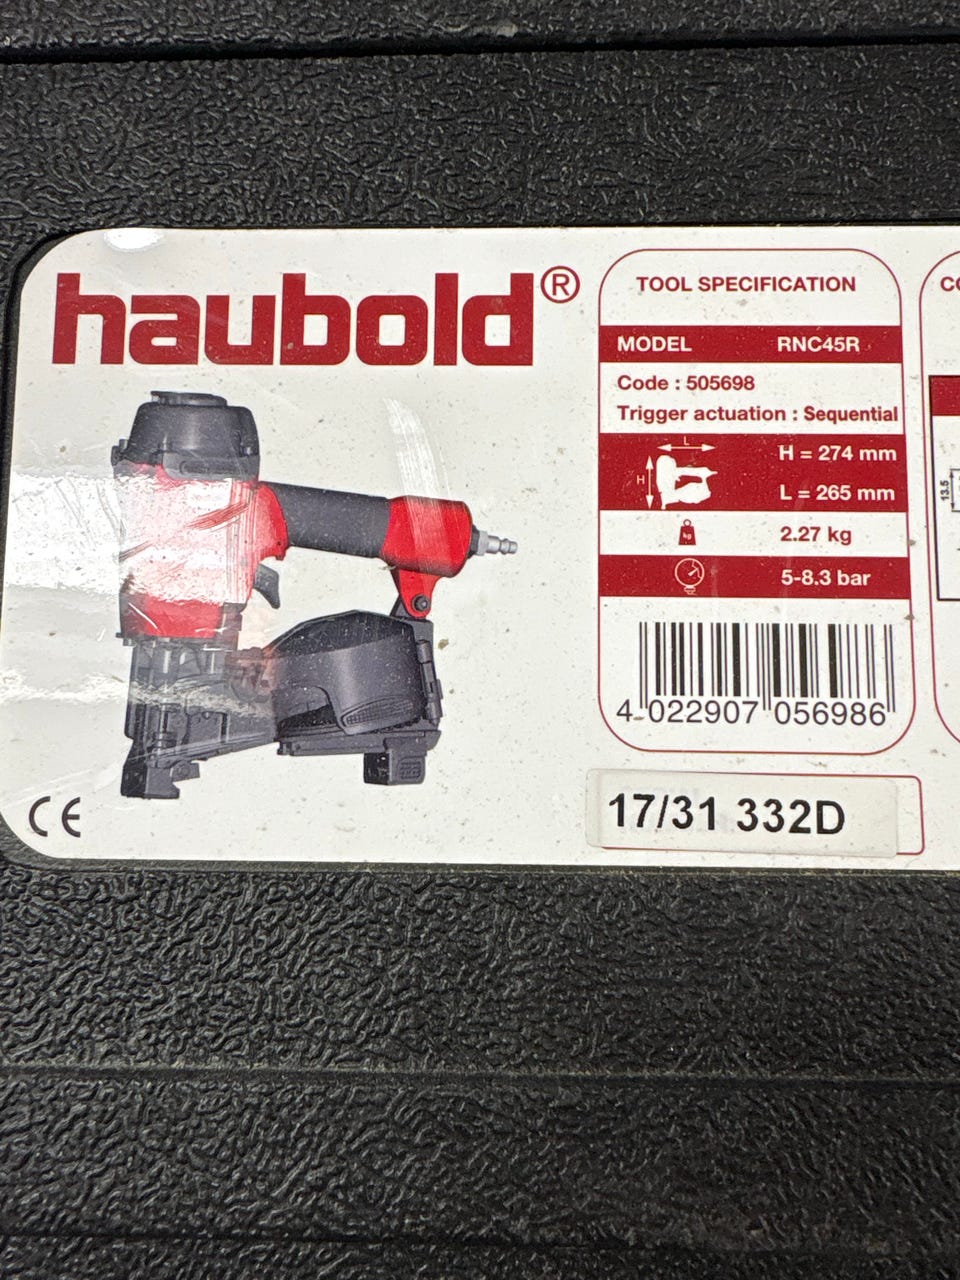 haubold®
TOOL SPECIFICATION
MODEL RNC45R
Code : 505698
Trigger actuation : Sequential
L
H
H = 274 mm
L = 265 mm
kg
2.27 kg
5-8.3 bar
4 022907 056986
CE
17/31 332D
13.5